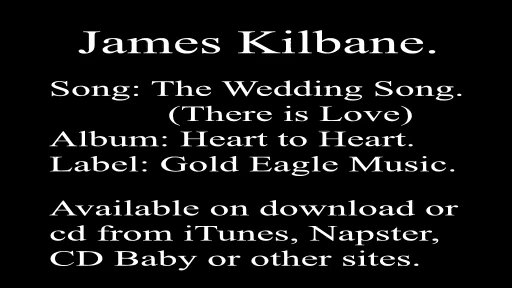 James Kilbane.
Song: The Wedding Song.
(There is Love)
Album: Heart to Heart.
Label: Gold Eagle Music.
Available on download or
cd from iTunes, Napster,
CD Baby or other sites.